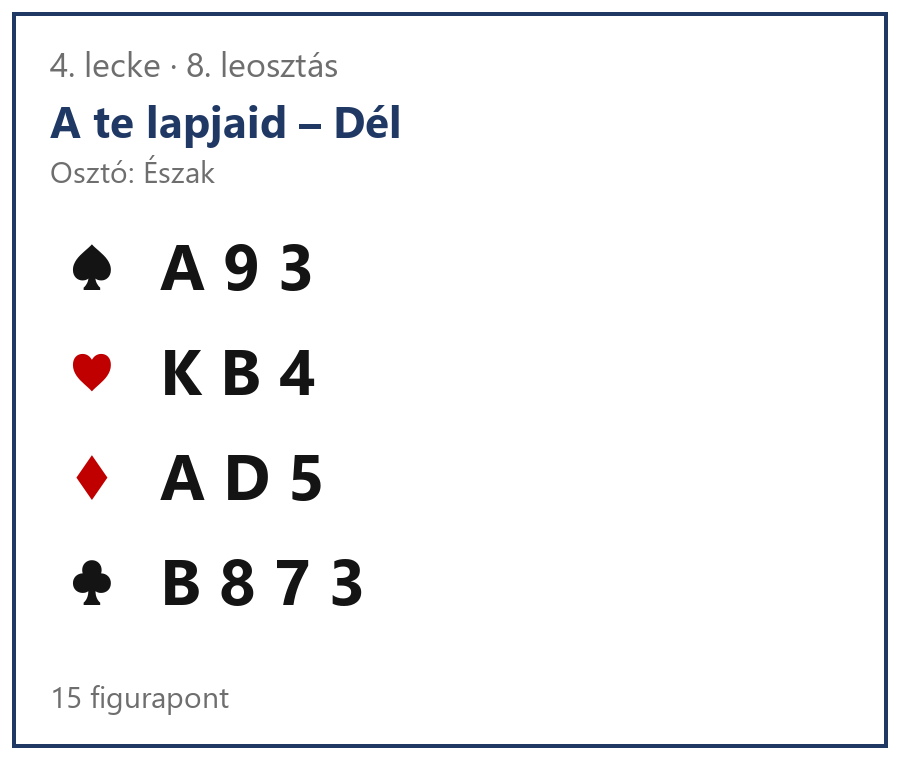 4. lecke · 8. leosztás
A te lapjaid – Dél
Osztó: Észak
♠ A 9 3
♥ K B 4
♦ A D 5
♣ B 8 7 3
15 figurapont